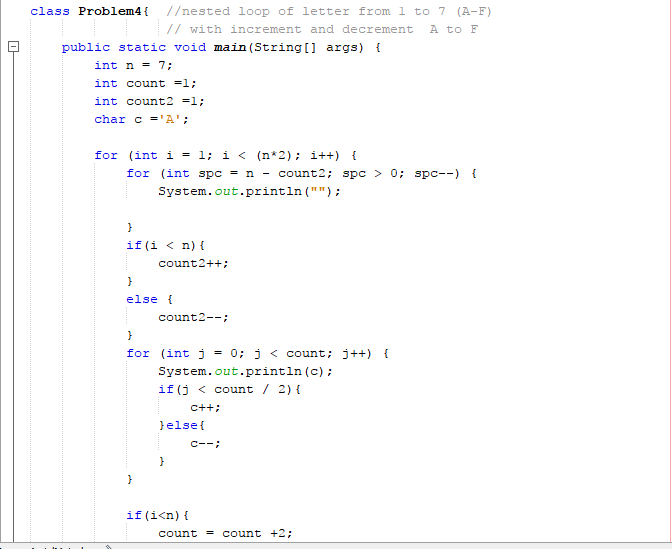 class Problem4{  //nested loop of letter from 1 to 7 (A-F)
                 // with increment and decrement  A to F
    public static void main(String[] args) {
        int n = 7;
        int count =1;
        int count2 =1;
        char c ='A';

        for (int i = 1; i < (n*2); i++) {
            for (int spc = n - count2; spc > 0; spc--) {
                System.out.println("");

            }
            if(i < n){
                count2++;
            }
            else {
                count2--;
            }
            for (int j = 0; j < count; j++) {
                System.out.println(c);
                if(j < count / 2){
                    c++;
                }else{
                    c--;
                }
            }

            if(i<n){
                count = count +2;